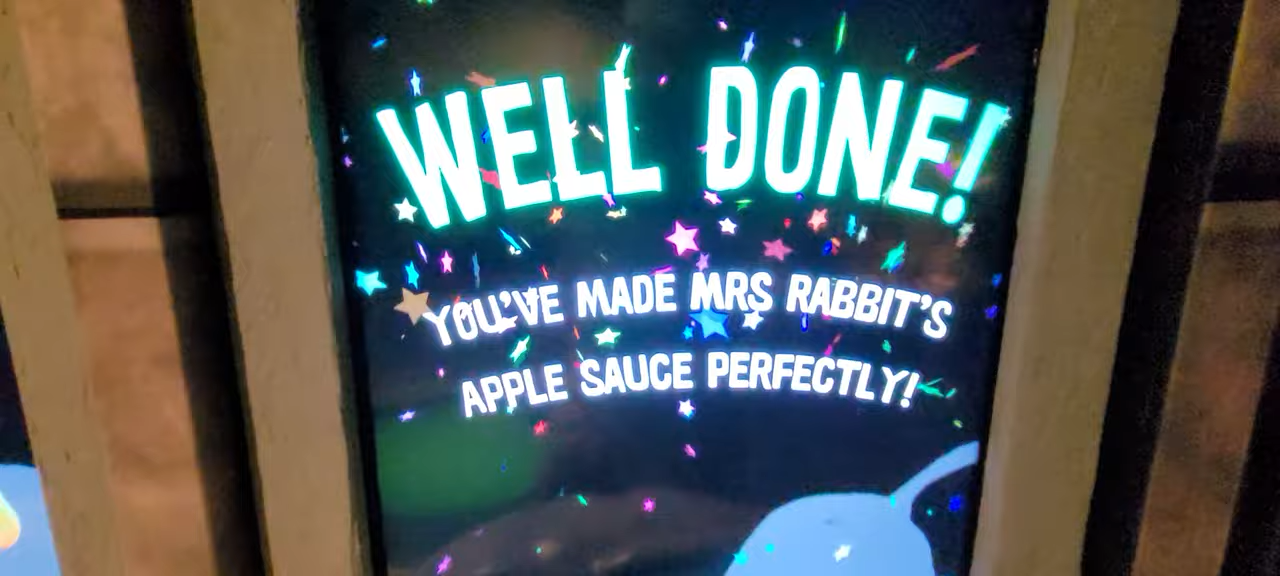 WELL DONE!
YOU'VE MADE MRS RABBIT'S
APPLE SAUCE PERFECTLY!